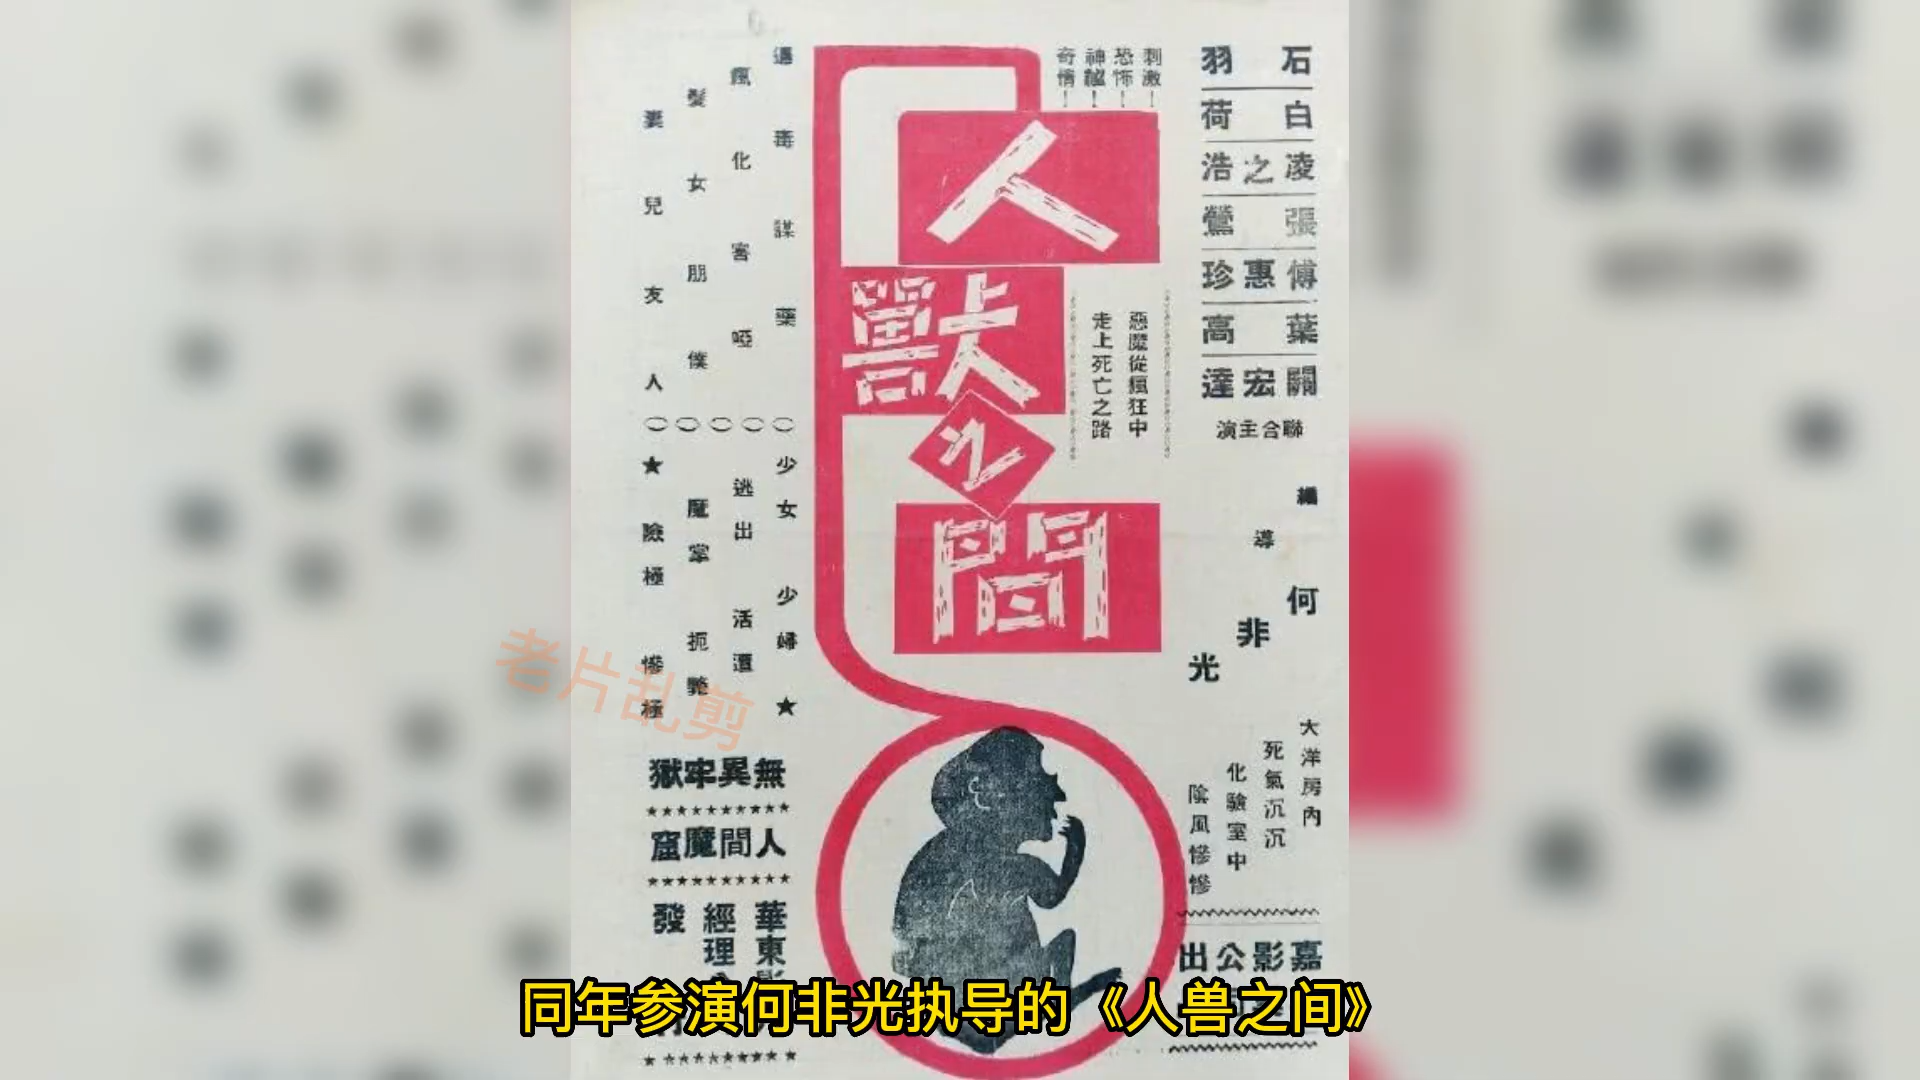 石羽
白荷
凌之浩
張鶯
傅惠珍
葉高
關宏達
聯合主演
編導
何非光
刺激！
恐怖！
神祕！
奇情！
人獸之間
惡魔從瘋狂中
走上死亡之路
大洋房內
死氣沉沉
化驗室中
陰風慘慘
嘉
影
公
出
毒謀藥
瘋化害啞
髮女朋僕
妻兒友人
少女少婦★
逃出活還
魔掌扼斃
★險極慘極
無異牢獄
人間魔窟
華東影
經理
發
老片乱剪
同年参演何非光执导的《人兽之间》